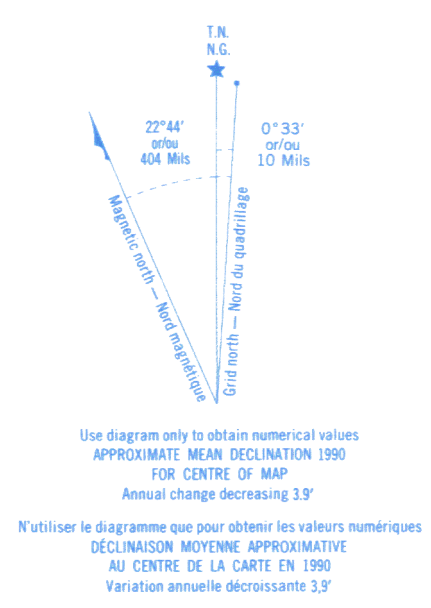 T.N.
N.G.
22°44′
or/ou
404 Mils
0°33′
or/ou
10 Mils
Magnetic north — Nord magnétique
Grid north — Nord du quadrillage
Use diagram only to obtain numerical values
APPROXIMATE MEAN DECLINATION 1990
FOR CENTRE OF MAP
Annual change decreasing 3.9′
N'utiliser le diagramme que pour obtenir les valeurs numériques
DÉCLINAISON MOYENNE APPROXIMATIVE
AU CENTRE DE LA CARTE EN 1990
Variation annuelle décroissante 3,9′